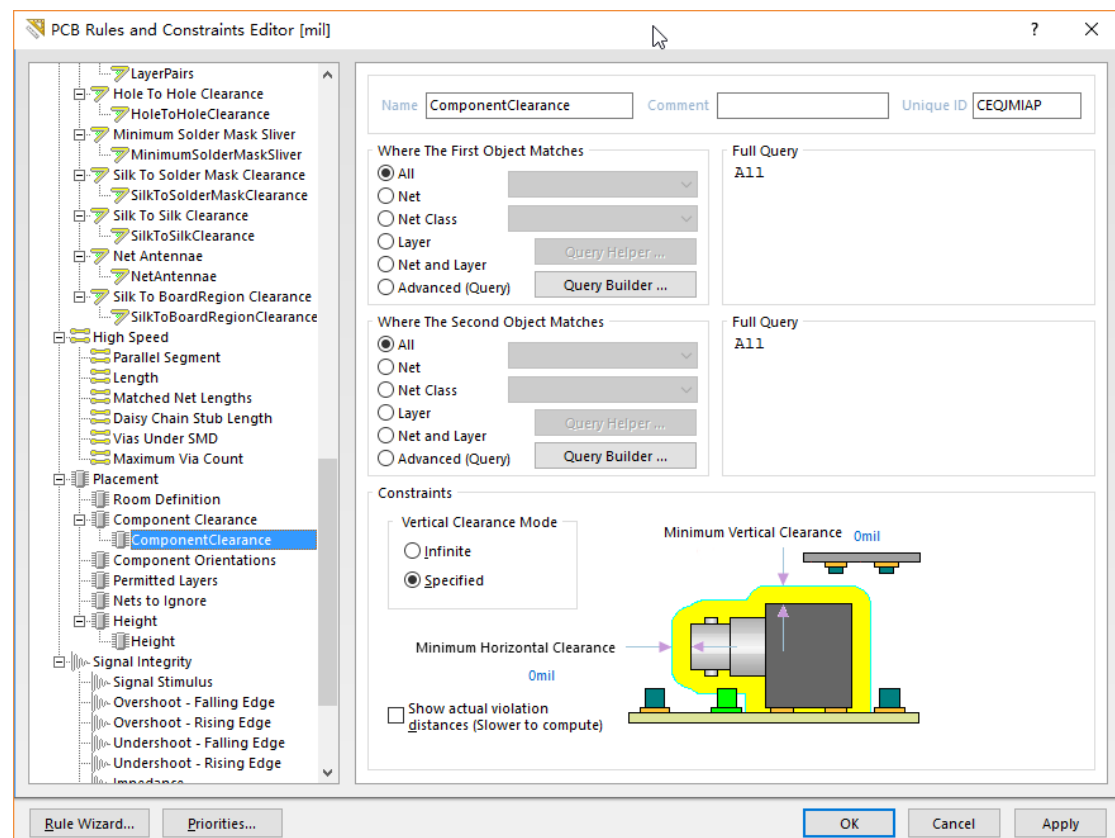 PCB Rules and Constraints Editor [mil]
?
LayerPairs
Hole To Hole Clearance
HoleToHoleClearance
Minimum Solder Mask Sliver
MinimumSolderMaskSliver
Silk To Solder Mask Clearance
SilkToSolderMaskClearance
Silk To Silk Clearance
SilkToSilkClearance
Net Antennae
NetAntennae
Silk To BoardRegion Clearance
SilkToBoardRegionClearance
High Speed
Parallel Segment
Length
Matched Net Lengths
Daisy Chain Stub Length
Vias Under SMD
Maximum Via Count
Placement
Room Definition
Component Clearance
ComponentClearance
Component Orientations
Permitted Layers
Nets to Ignore
Height
Height
Signal Integrity
Signal Stimulus
Overshoot - Falling Edge
Overshoot - Rising Edge
Undershoot - Falling Edge
Undershoot - Rising Edge
Impedance
Name ComponentClearance Comment Unique ID CEQJMIAP
Where The First Object Matches
All
Net
Net Class
Layer
Net and Layer
Advanced (Query)
Query Helper ...
Query Builder ...
Full Query
All
Where The Second Object Matches
All
Net
Net Class
Layer
Net and Layer
Advanced (Query)
Query Helper ...
Query Builder ...
Full Query
All
Constraints
Vertical Clearance Mode
Infinite
Specified
Minimum Vertical Clearance 0mil
Minimum Horizontal Clearance
0mil
Show actual violation
distances (Slower to compute)
Rule Wizard... Priorities... OK Cancel Apply